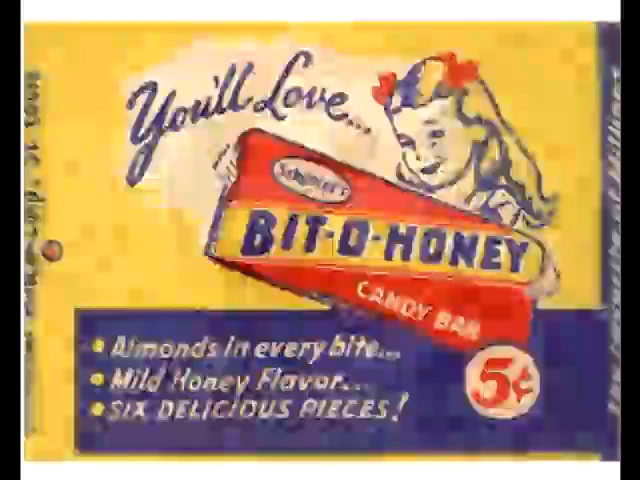 You'll Love...
Schutter's
BIT-O-HONEY
CANDY BAR
5¢
• Almonds in every bite...
• Mild Honey Flavor...
• SIX DELICIOUS PIECES!